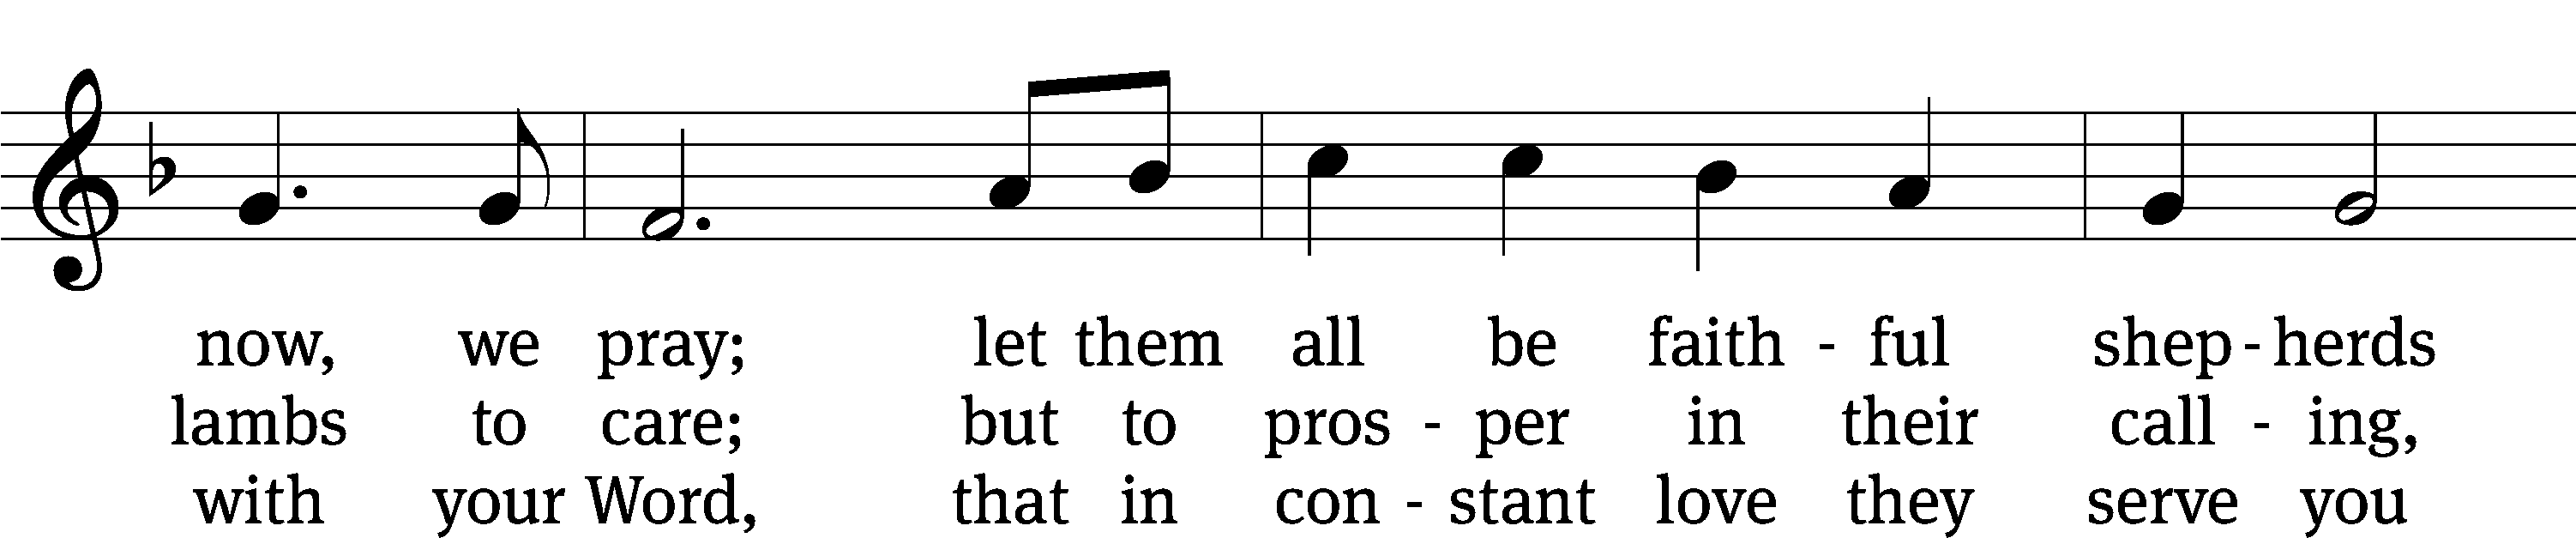 now, we pray; let them all be faith - ful shep - herds
lambs to care; but to pros - per in their call - ing,
with your Word, that in con - stant love they serve you